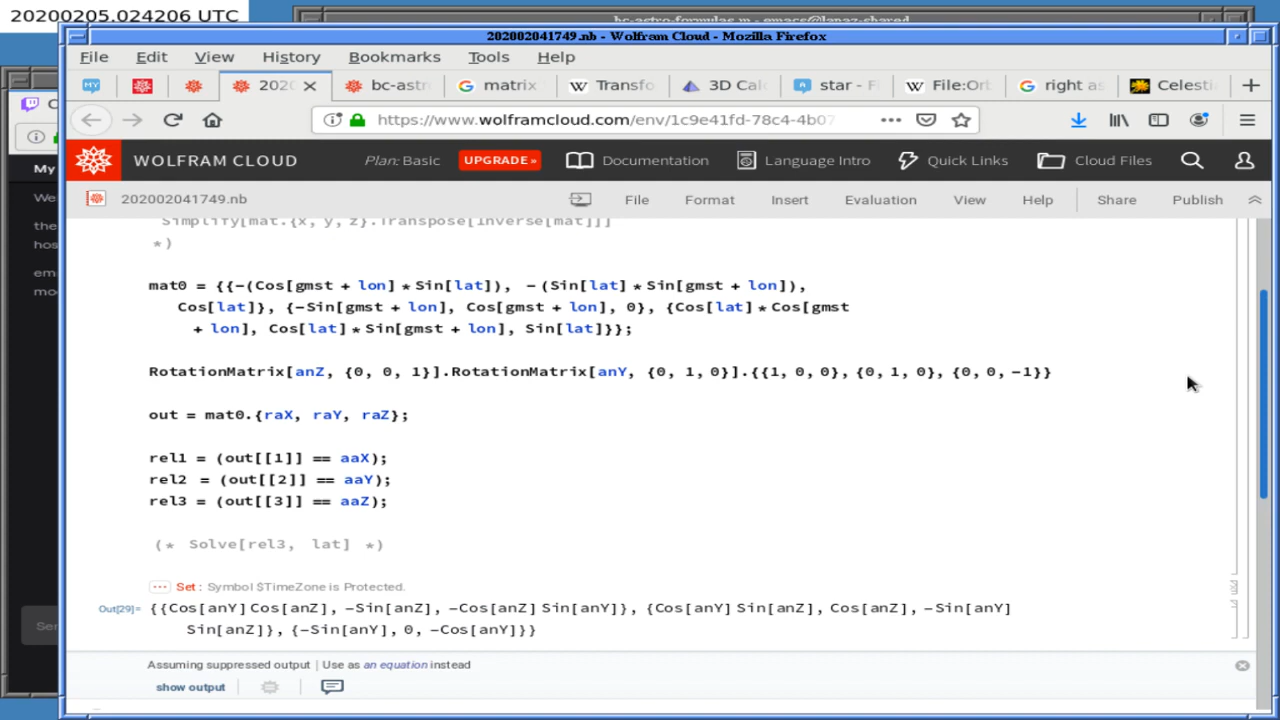 20200205.024206 UTC
bc-astro-formulas.m - emacs@lapaz-shared
202002041749.nb - Wolfram Cloud - Mozilla Firefox
File Edit View History Bookmarks Tools Help
202 bc-astr matrix Transfo 3D Calc star - F File:Orb right as Celesti
https://www.wolframcloud.com/env/1c9e41fd-78c4-4b07
WOLFRAM CLOUD Plan: Basic UPGRADE » Documentation Language Intro Quick Links Cloud Files
My
202002041749.nb File Format Insert Evaluation View Help Share Publish
We
Simplify[mat.{x, y, z}.Transpose[Inverse[mat]]]
the
hos
*)
em
mat0 = {{-(Cos[gmst + lon] * Sin[lat]), -(Sin[lat] * Sin[gmst + lon]),
mo
Cos[lat]}, {-Sin[gmst + lon], Cos[gmst + lon], 0}, {Cos[lat] * Cos[gmst
+ lon], Cos[lat] * Sin[gmst + lon], Sin[lat]}};
RotationMatrix[anZ, {0, 0, 1}].RotationMatrix[anY, {0, 1, 0}].{{1, 0, 0}, {0, 1, 0}, {0, 0, -1}}
out = mat0.{raX, raY, raZ};
rel1 = (out[[1]] == aaX);
rel2 = (out[[2]] == aaY);
rel3 = (out[[3]] == aaZ);
(* Solve[rel3, lat] *)
Set: Symbol $TimeZone is Protected.
Out[29]= {{Cos[anY] Cos[anZ], -Sin[anZ], -Cos[anZ] Sin[anY]}, {Cos[anY] Sin[anZ], Cos[anZ], -Sin[anY]
Sin[anZ]}, {-Sin[anY], 0, -Cos[anY]}}
Ser
Assuming suppressed output | Use as an equation instead
show output